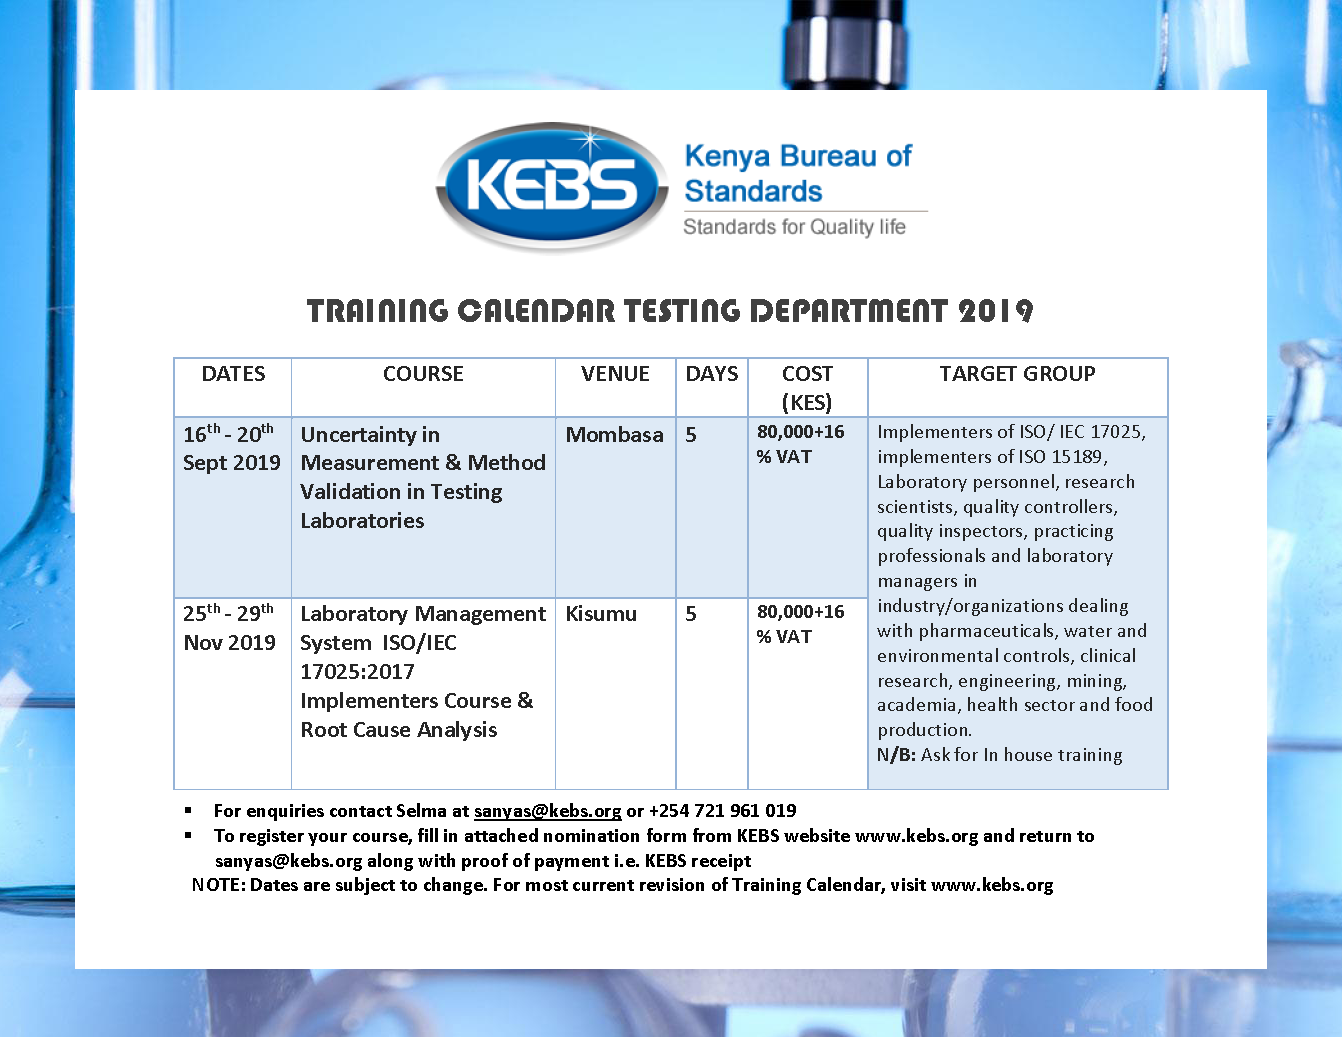 KEBS
Kenya Bureau of
Standards
Standards for Quality life
TRAINING CALENDAR TESTING DEPARTMENT 2019
DATES
COURSE
VENUE
DAYS
COST
(KES)
TARGET GROUP
16th - 20th
Sept 2019
Uncertainty in
Measurement & Method
Validation in Testing
Laboratories
Mombasa
5
80,000+16
% VAT
Implementers of ISO/ IEC 17025,
implementers of ISO 15189,
Laboratory personnel, research
scientists, quality controllers,
quality inspectors, practicing
professionals and laboratory
managers in
industry/organizations dealing
with pharmaceuticals, water and
environmental controls, clinical
research, engineering, mining,
academia, health sector and food
production.
N/B: Ask for In house training
25th - 29th
Nov 2019
Laboratory Management
System  ISO/IEC
17025:2017
Implementers Course &
Root Cause Analysis
Kisumu
5
80,000+16
% VAT
▪ For enquiries contact Selma at sanyas@kebs.org or +254 721 961 019
▪ To register your course, fill in attached nomination form from KEBS website www.kebs.org and return to
sanyas@kebs.org along with proof of payment i.e. KEBS receipt
NOTE: Dates are subject to change. For most current revision of Training Calendar, visit www.kebs.org